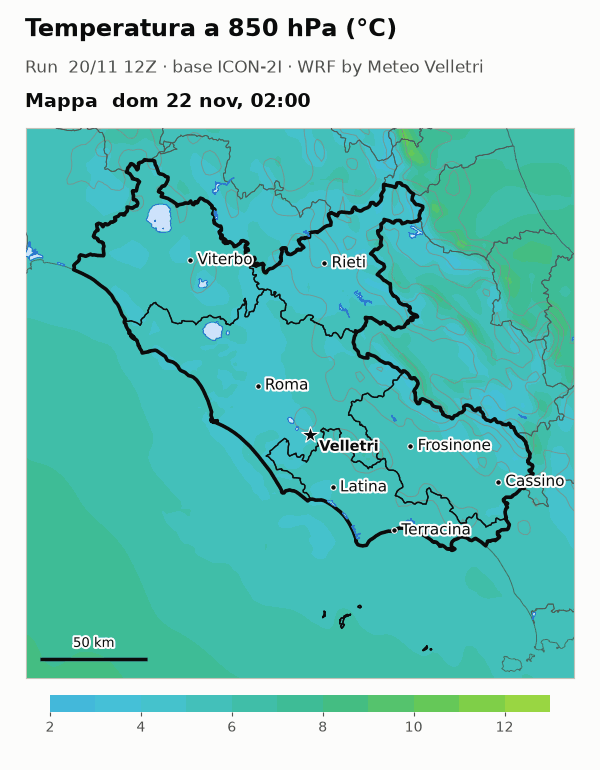 Temperatura a 850 hPa (°C)
Run  20/11 12Z · base ICON-2I · WRF by Meteo Velletri
Mappa  dom 22 nov, 02:00
Viterbo
Rieti
Roma
Velletri
Frosinone
Latina
Cassino
Terracina
50 km
2 4 6 8 10 12